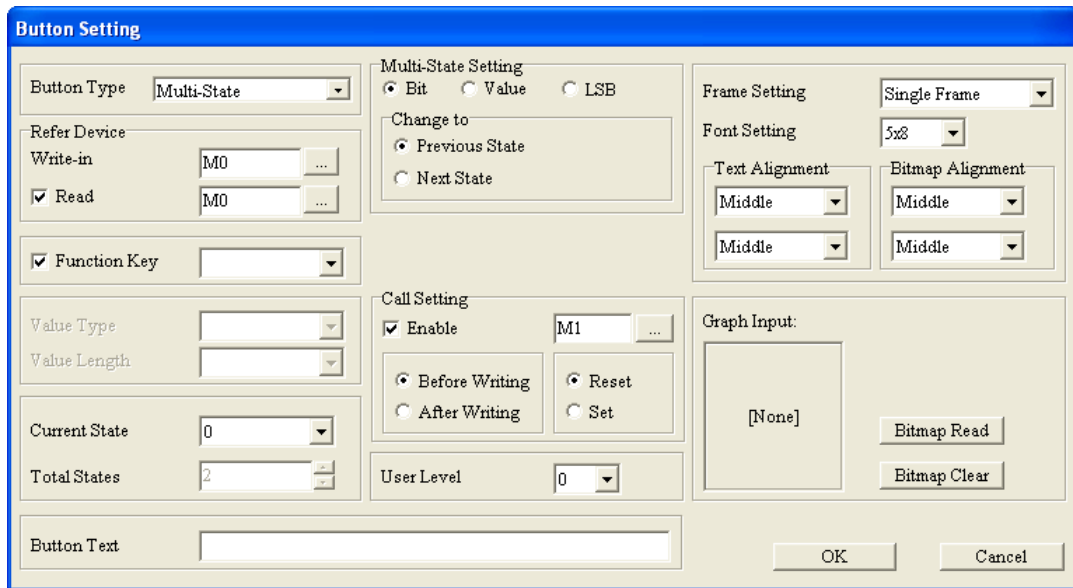 Button Setting
Button Type Multi-State
Refer Device
Write-in M0 ...
Read M0 ...
Function Key
Value Type
Value Length
Current State 0
Total States 2
Button Text
Multi-State Setting
Bit Value LSB
Change to
Previous State
Next State
Call Setting
Enable M1 ...
Before Writing Reset
After Writing Set
User Level 0
Frame Setting Single Frame
Font Setting 5x8
Text Alignment Bitmap Alignment
Middle Middle
Middle Middle
Graph Input:
[None]
Bitmap Read
Bitmap Clear
OK Cancel